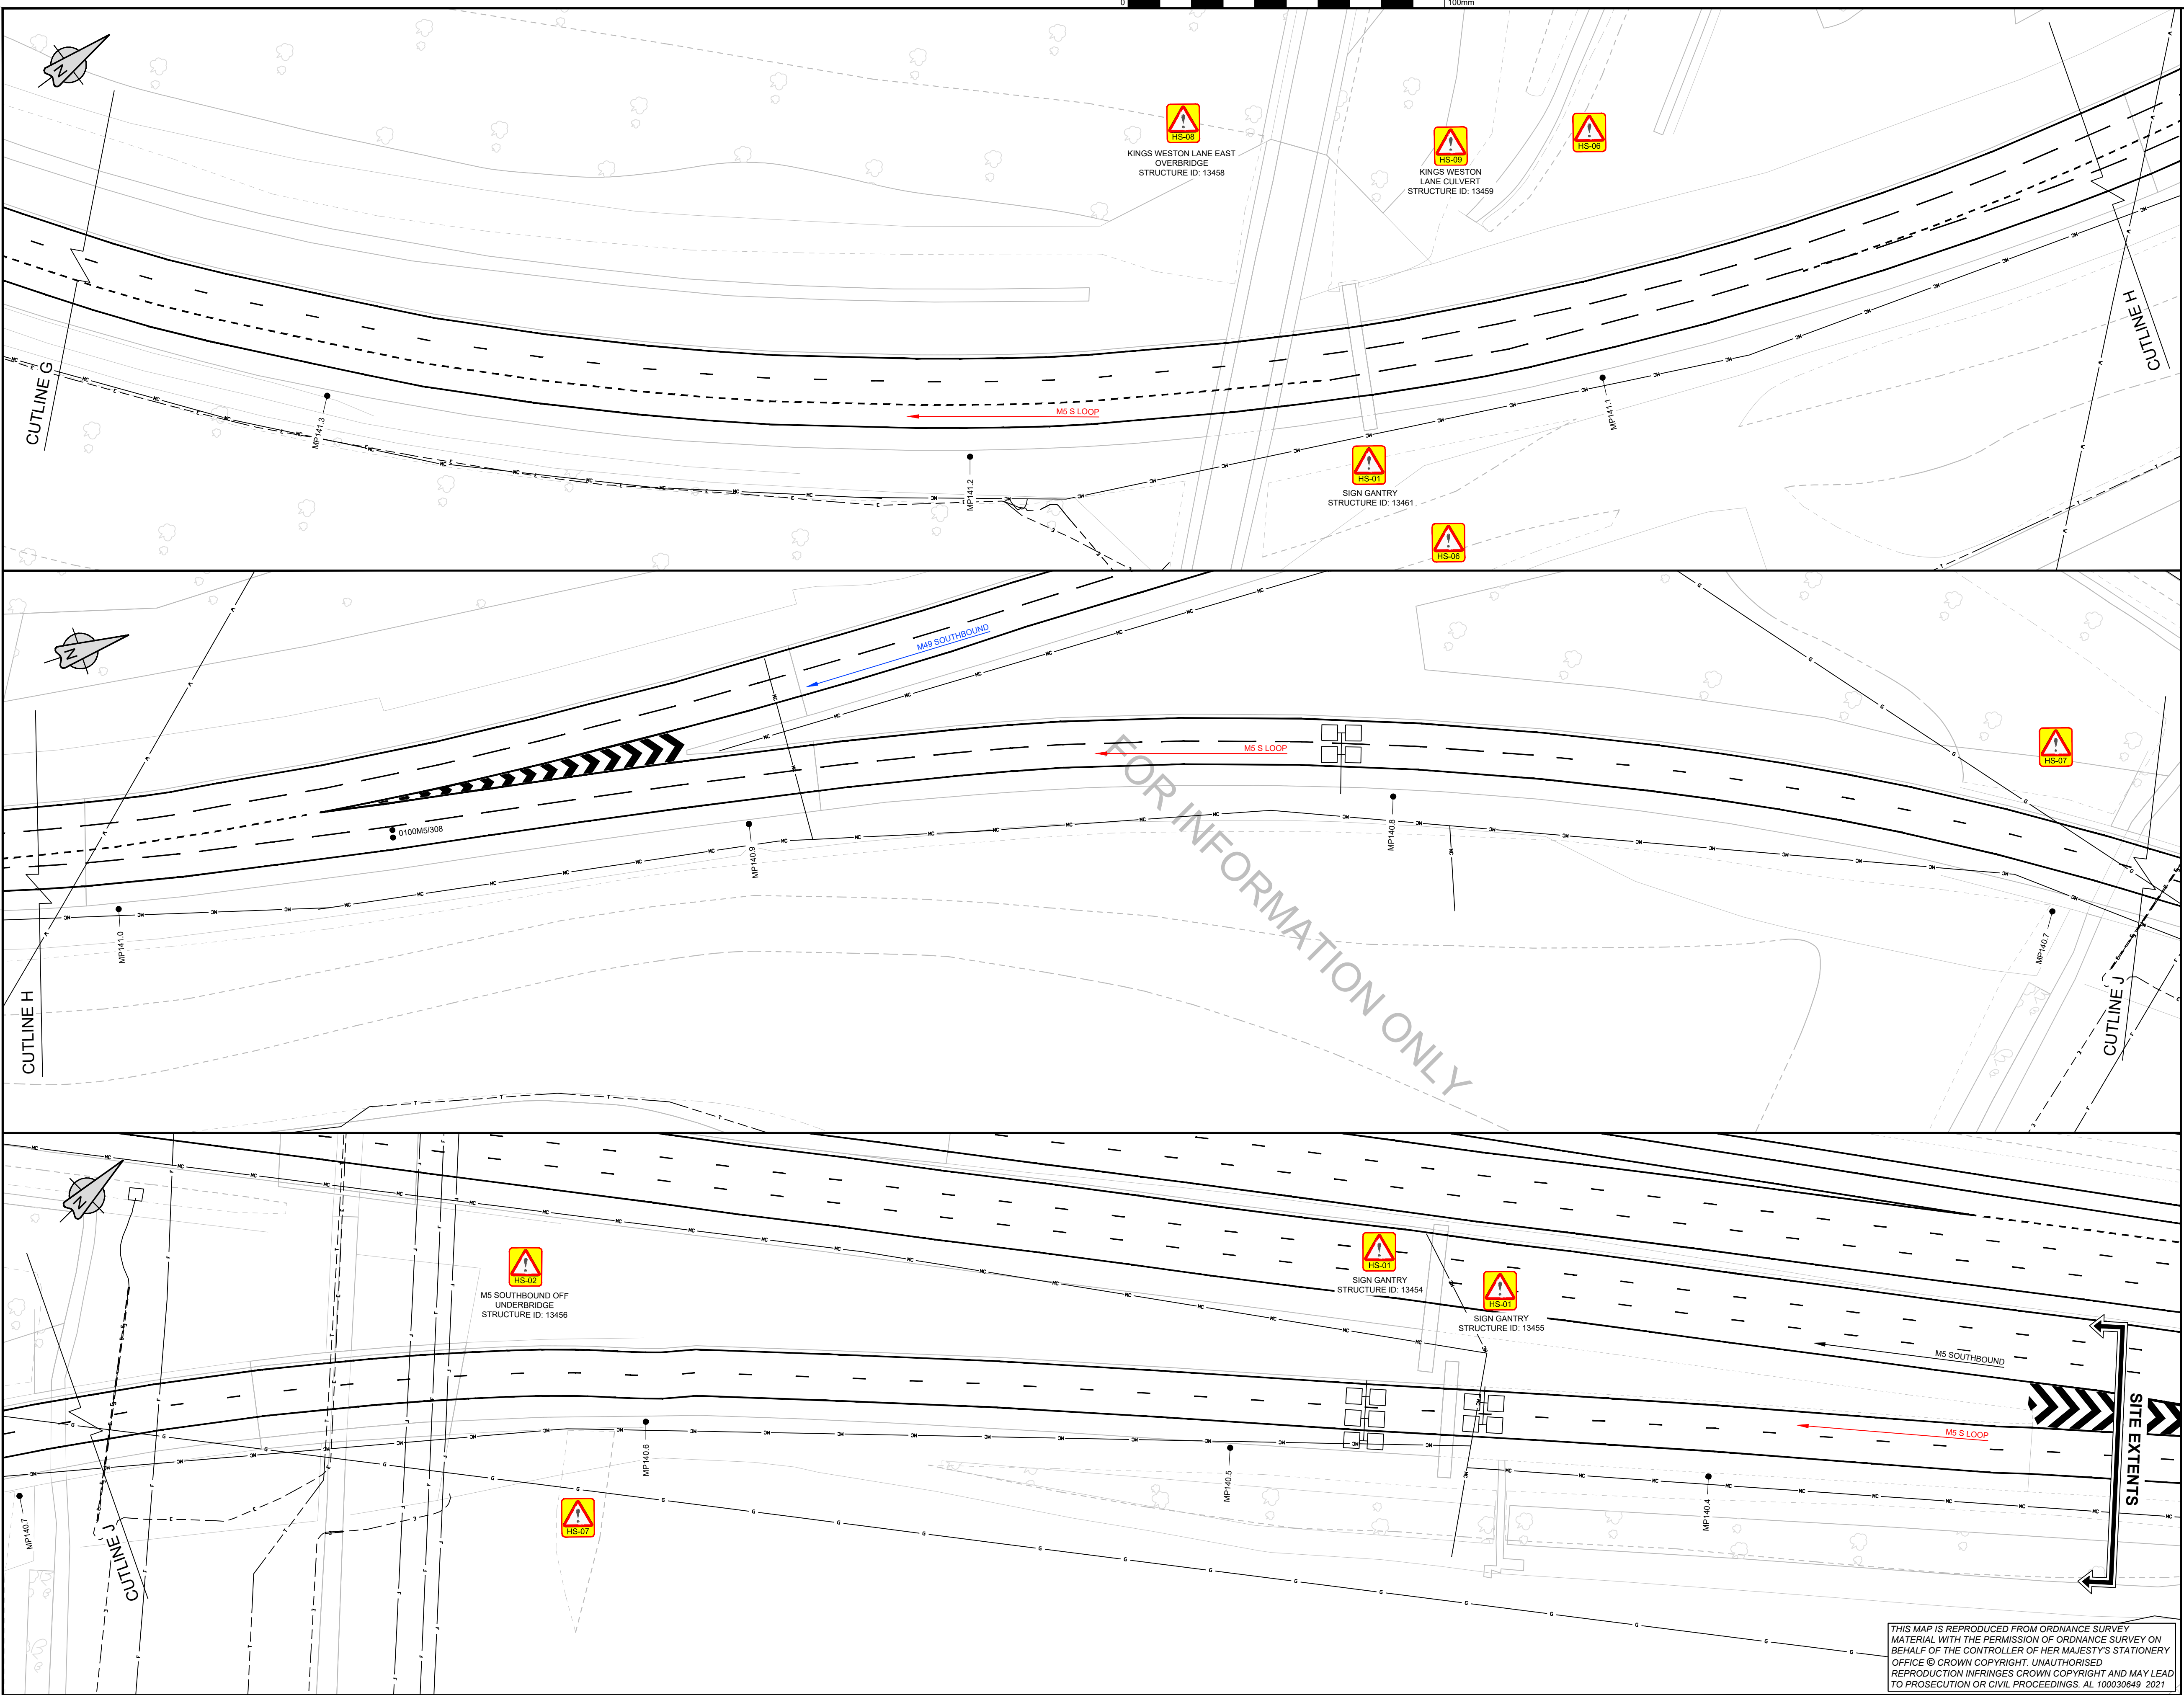 0
100mm
N
HS-08
KINGS WESTON LANE EAST
OVERBRIDGE
STRUCTURE ID: 13458
HS-09
KINGS WESTON
LANE CULVERT
STRUCTURE ID: 13459
HS-06
CUTLINE G
CUTLINE H
MP141.3
M5 S LOOP
MP141.2
MP141.1
HS-01
SIGN GANTRY
STRUCTURE ID: 13461
HS-06
N
M49 SOUTHBOUND
M5 S LOOP
HS-07
0100M5/308
MP141.0
MP140.9
MP140.8
MP140.7
CUTLINE H
CUTLINE J
FOR INFORMATION ONLY
N
HS-02
M5 SOUTHBOUND OFF
UNDERBRIDGE
STRUCTURE ID: 13456
HS-01
SIGN GANTRY
STRUCTURE ID: 13454
HS-01
SIGN GANTRY
STRUCTURE ID: 13455
M5 SOUTHBOUND
M5 S LOOP
SITE EXTENTS
MP140.7
CUTLINE J
MP140.6
HS-07
MP140.5
MP140.4
THIS MAP IS REPRODUCED FROM ORDNANCE SURVEY
MATERIAL WITH THE PERMISSION OF ORDNANCE SURVEY ON
BEHALF OF THE CONTROLLER OF HER MAJESTY'S STATIONERY
OFFICE © CROWN COPYRIGHT. UNAUTHORISED
REPRODUCTION INFRINGES CROWN COPYRIGHT AND MAY LEAD
TO PROSECUTION OR CIVIL PROCEEDINGS. AL 100030649 2021